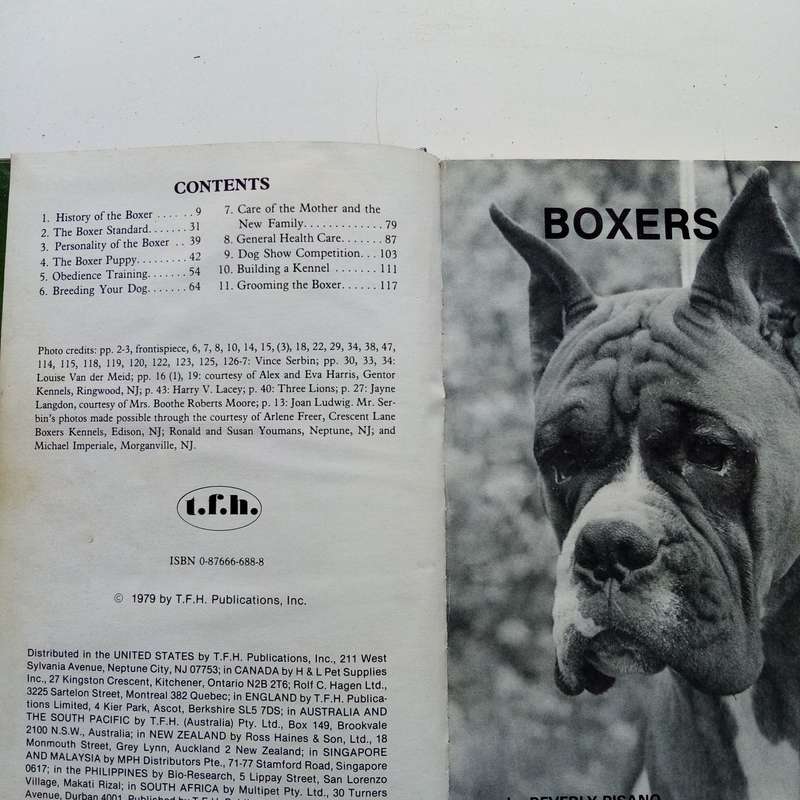 CONTENTS
1. History of the Boxer . . . . . . 9
2. The Boxer Standard. . . . . . . 31
3. Personality of the Boxer . . 39
4. The Boxer Puppy. . . . . . . . . 42
5. Obedience Training. . . . . . . 54
6. Breeding Your Dog. . . . . . . 64
7. Care of the Mother and the
New Family. . . . . . . . . . . . 79
8. General Health Care. . . . . . . 87
9. Dog Show Competition. . . . 103
10. Building a Kennel . . . . . . . 111
11. Grooming the Boxer. . . . . . 117
Photo credits: pp. 2-3, frontispiece, 6, 7, 8, 10, 14, 15, (3), 18, 22, 29, 34, 38, 47,
114, 115, 118, 119, 120, 122, 123, 125, 126-7: Vince Serbin; pp. 30, 33, 34:
Louise Van der Meid; pp. 16 (1), 19: courtesy of Alex and Eva Harris, Gentor
Kennels, Ringwood, NJ; p. 43: Harry V. Lacey; p. 40: Three Lions; p. 27: Jayne
Langdon, courtesy of Mrs. Boothe Roberts Moore; p. 13: Joan Ludwig. Mr. Ser-
bin's photos made possible through the courtesy of Arlene Freer, Crescent Lane
Boxers Kennels, Edison, NJ; Ronald and Susan Youmans, Neptune, NJ; and
Michael Imperiale, Morganville, NJ.
t.f.h.
ISBN 0-87666-688-8
© 1979 by T.F.H. Publications, Inc.
Distributed in the UNITED STATES by T.F.H. Publications, Inc., 211 West
Sylvania Avenue, Neptune City, NJ 07753; in CANADA by H & L Pet Supplies
Inc., 27 Kingston Crescent, Kitchener, Ontario N2B 2T6; Rolf C. Hagen Ltd.,
3225 Sartelon Street, Montreal 382 Quebec; in ENGLAND by T.F.H. Publica-
tions Limited, 4 Kier Park, Ascot, Berkshire SL5 7DS; in AUSTRALIA AND
THE SOUTH PACIFIC by T.F.H. (Australia) Pty. Ltd., Box 149, Brookvale
2100 N.S.W., Australia; in NEW ZEALAND by Ross Haines & Son, Ltd., 18
Monmouth Street, Grey Lynn, Auckland 2 New Zealand; in SINGAPORE
AND MALAYSIA by MPH Distributors Pte., 71-77 Stamford Road, Singapore
0617; in the PHILIPPINES by Bio-Research, 5 Lippay Street, San Lorenzo
Village, Makati Rizal; in SOUTH AFRICA by Multipet Pty. Ltd., 30 Turners
Avenue, Durban 4001. Published by T.F.H.
BOXERS
BEVERLY PISANO